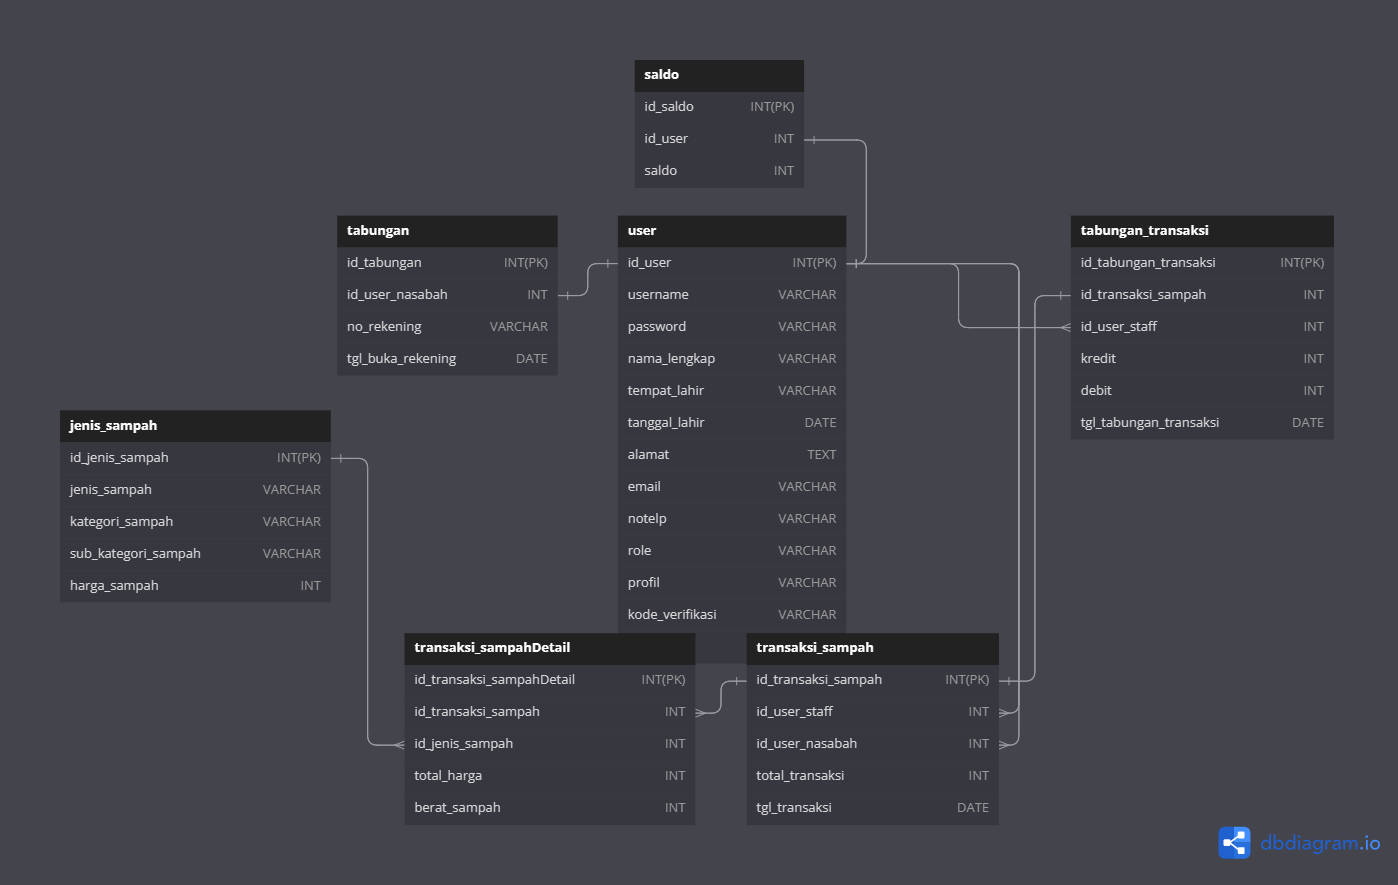 saldo
id_saldo INT(PK)
id_user INT
saldo INT
tabungan
id_tabungan INT(PK)
id_user_nasabah INT
no_rekening VARCHAR
tgl_buka_rekening DATE
user
id_user INT(PK)
username VARCHAR
password VARCHAR
nama_lengkap VARCHAR
tempat_lahir VARCHAR
tanggal_lahir DATE
alamat TEXT
email VARCHAR
notelp VARCHAR
role VARCHAR
profil VARCHAR
kode_verifikasi VARCHAR
tabungan_transaksi
id_tabungan_transaksi INT(PK)
id_transaksi_sampah INT
id_user_staff INT
kredit INT
debit INT
tgl_tabungan_transaksi DATE
jenis_sampah
id_jenis_sampah INT(PK)
jenis_sampah VARCHAR
kategori_sampah VARCHAR
sub_kategori_sampah VARCHAR
harga_sampah INT
transaksi_sampahDetail
id_transaksi_sampahDetail INT(PK)
id_transaksi_sampah INT
id_jenis_sampah INT
total_harga INT
berat_sampah INT
transaksi_sampah
id_transaksi_sampah INT(PK)
id_user_staff INT
id_user_nasabah INT
total_transaksi INT
tgl_transaksi DATE
dbdiagram.io